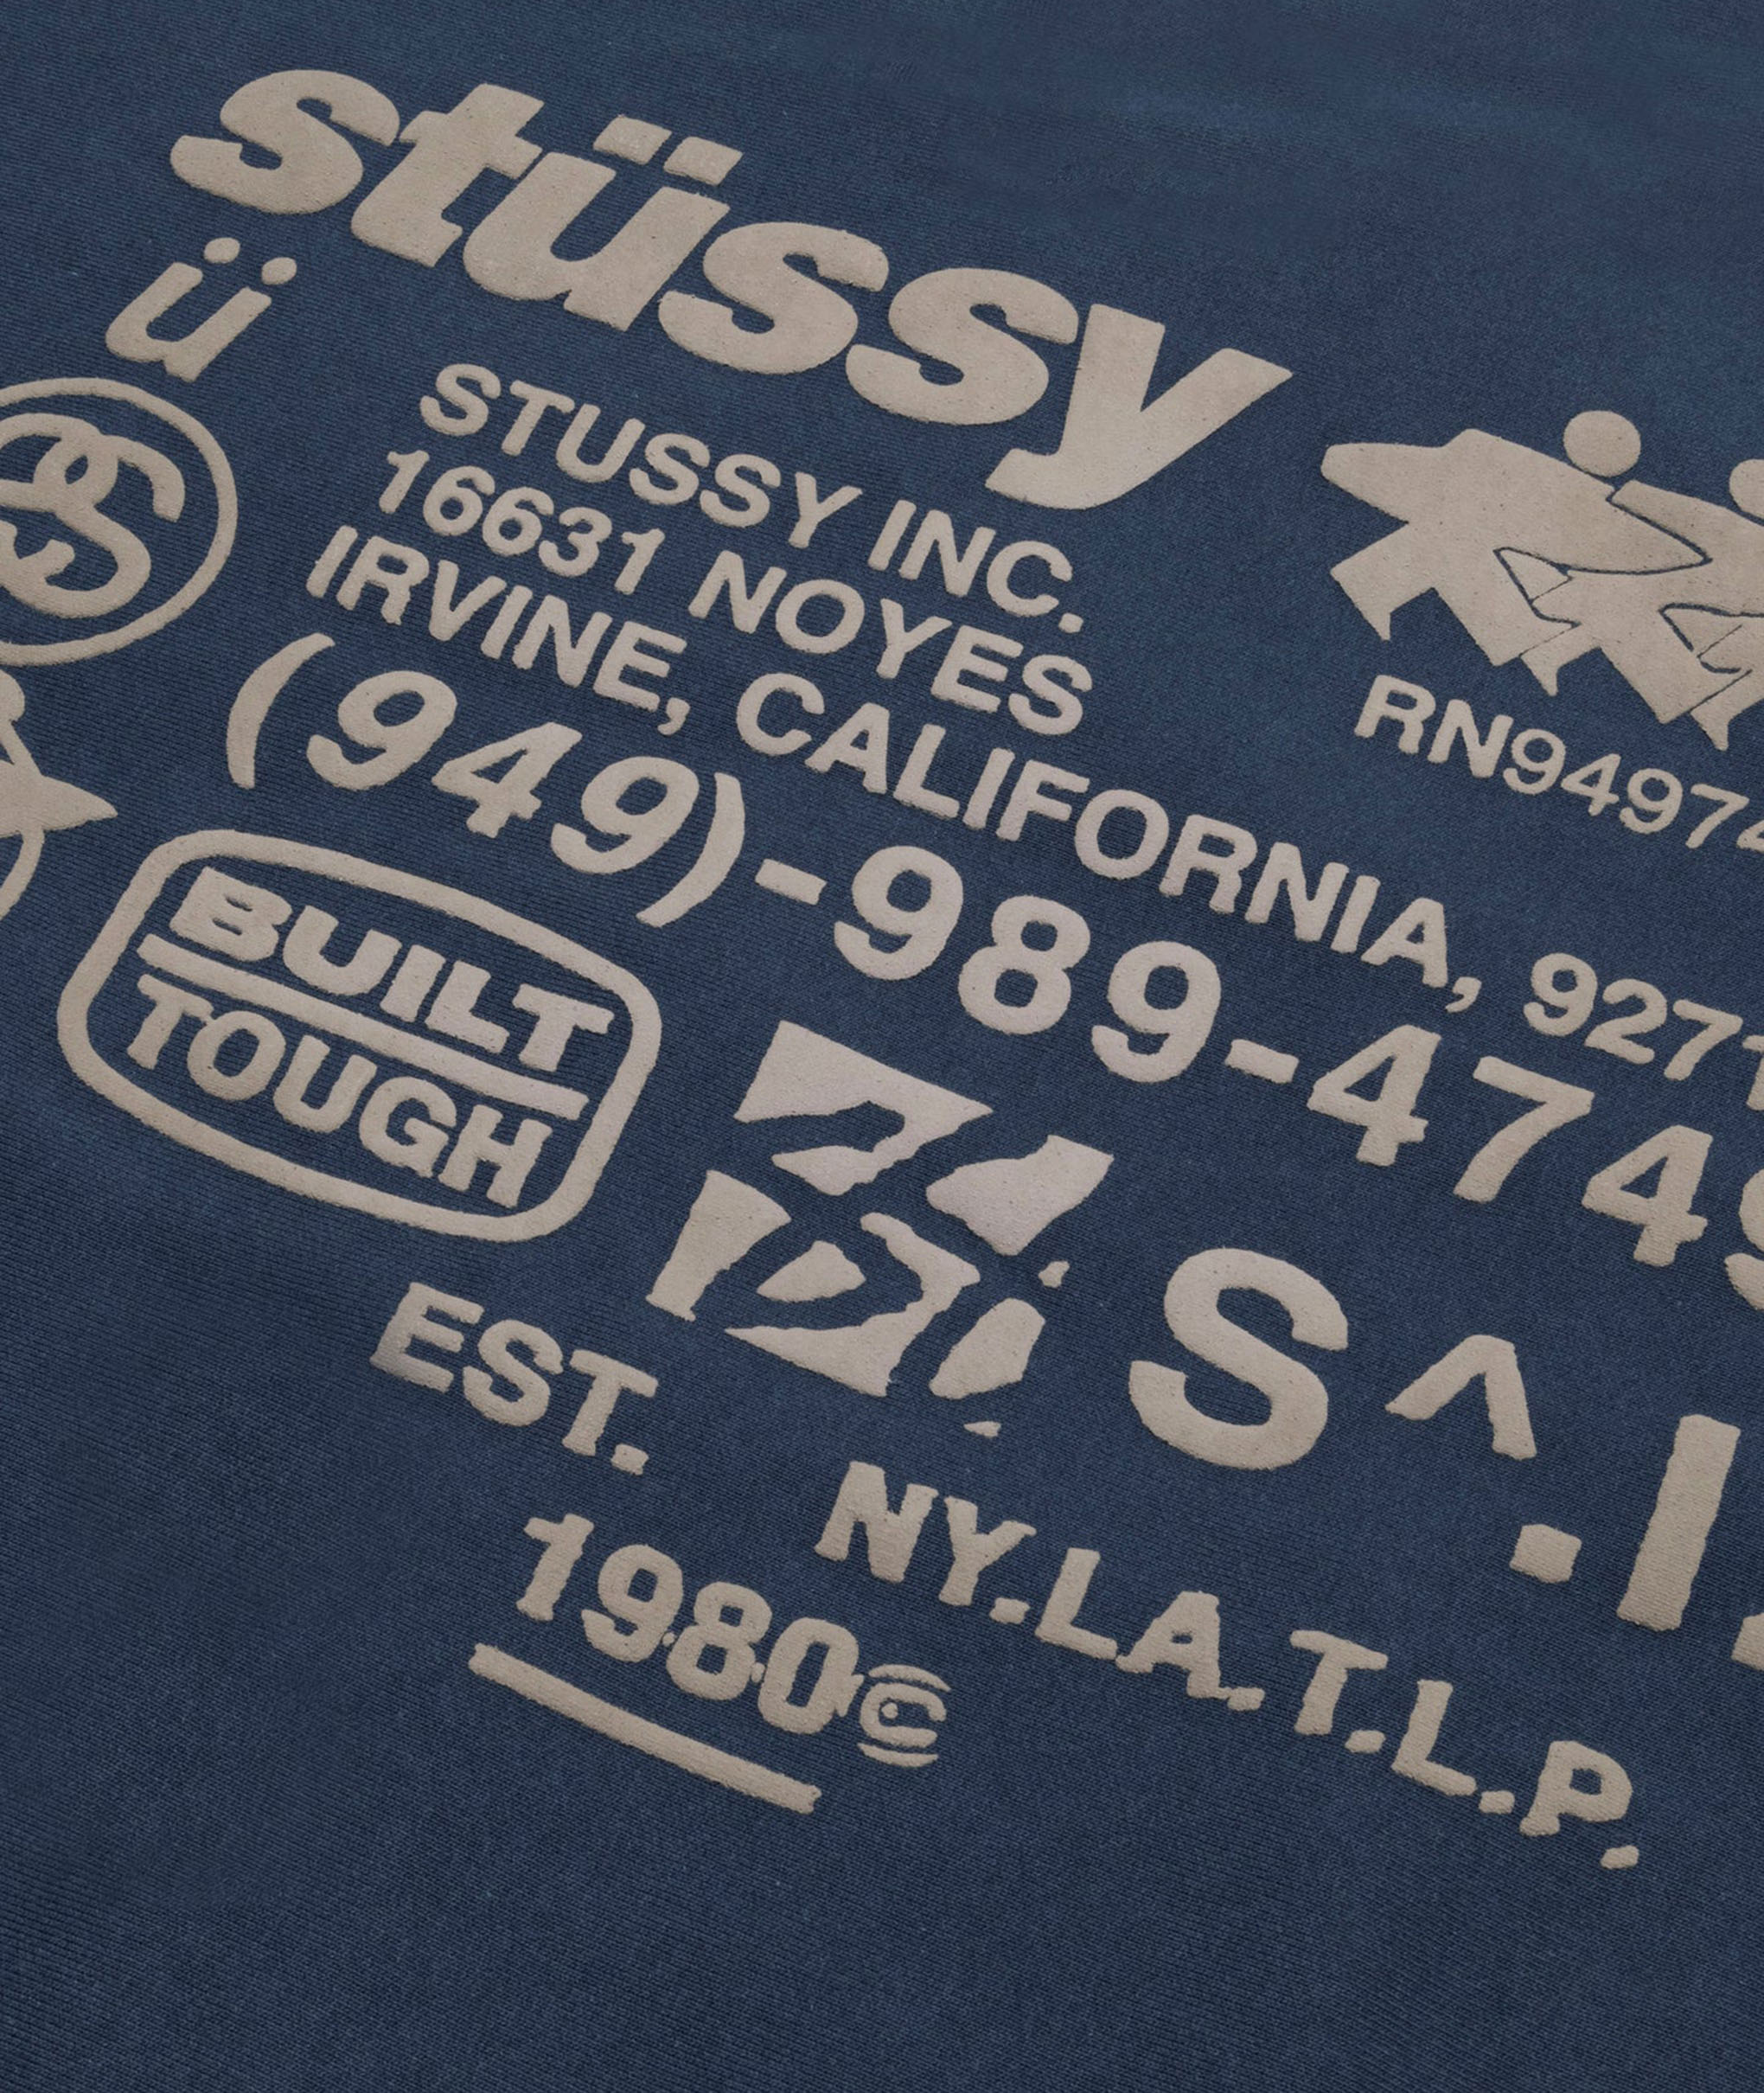 stüssy
ü
STUSSY INC.
16631 NOYES
IRVINE, CALIFORNIA, 927
(949)-989-474
RN9497
BUILT
TOUGH
S^.I
EST.
1980©
NY.LA.T.L.P.